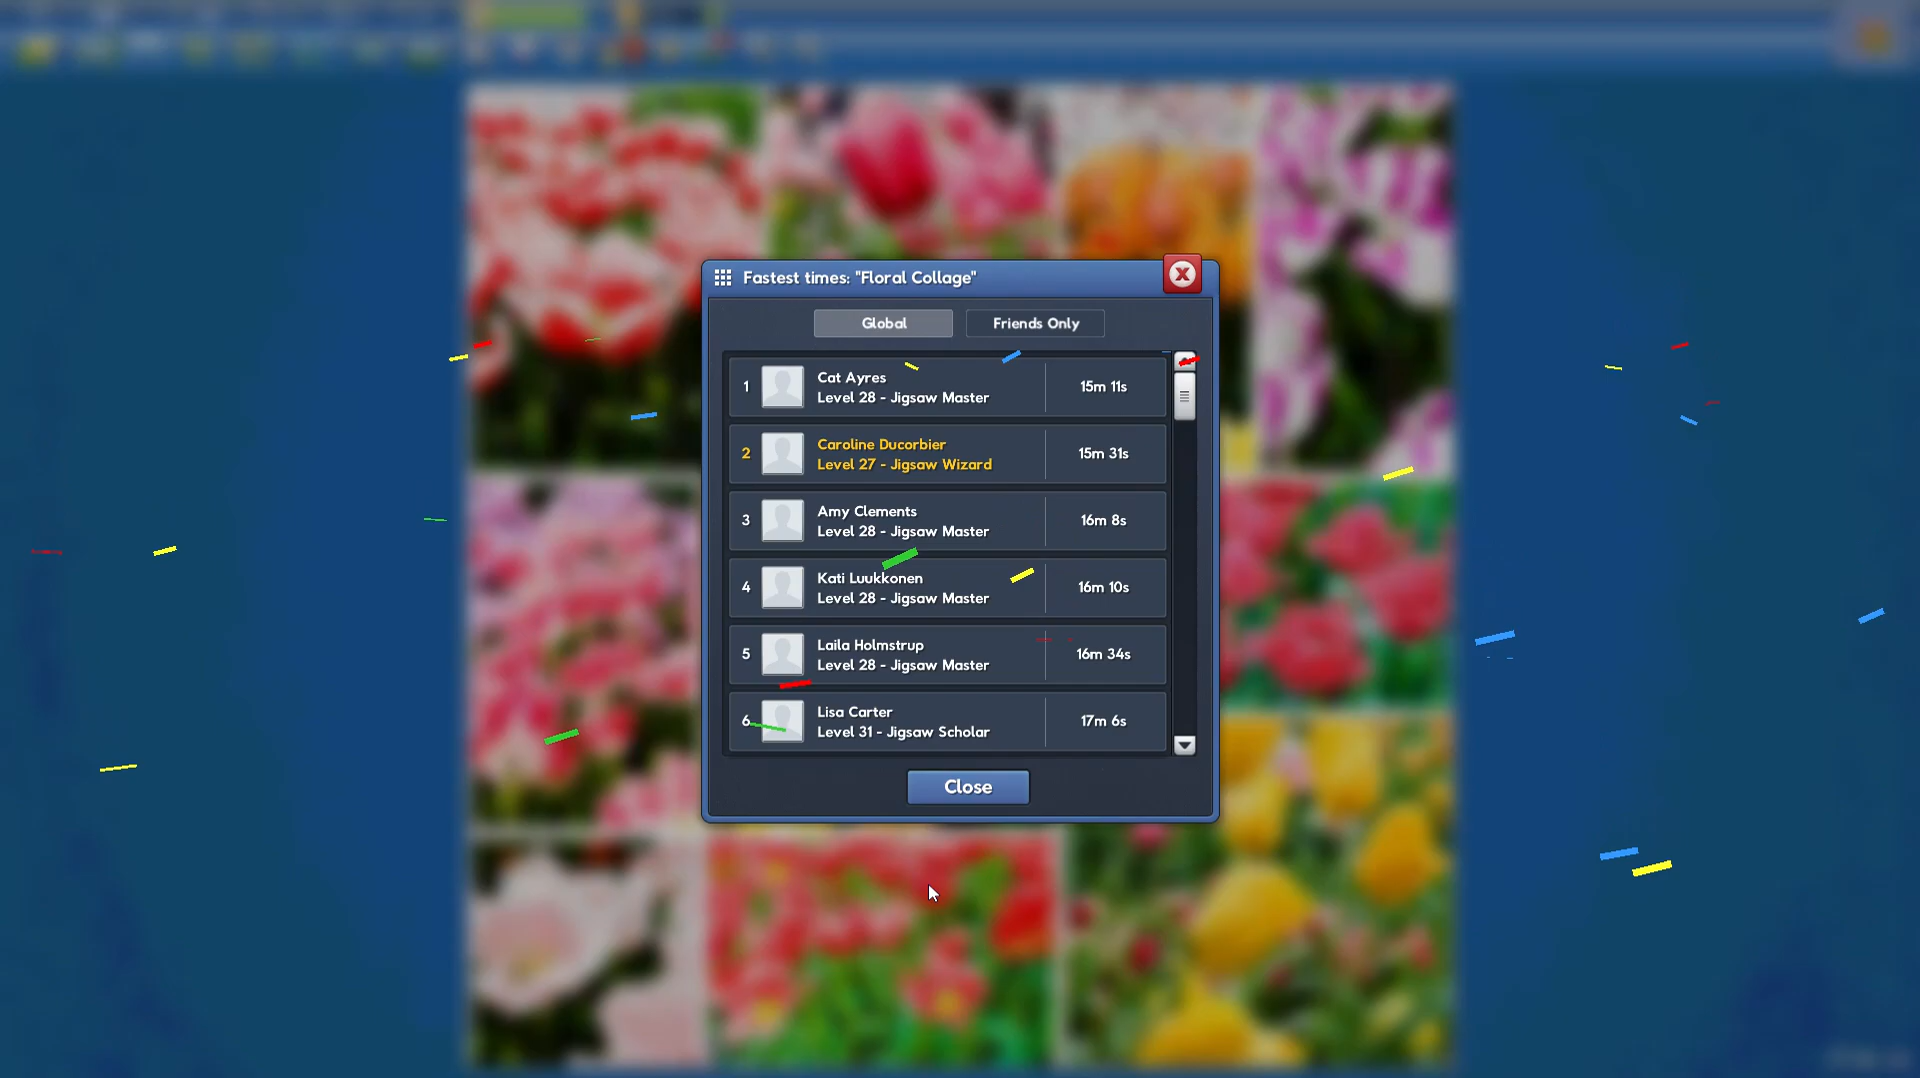 Fastest times: "Floral Collage"
Global
Friends Only
1
Cat Ayres
Level 28 - Jigsaw Master
15m 11s
2
Caroline Ducorbier
Level 27 - Jigsaw Wizard
15m 31s
3
Amy Clements
Level 28 - Jigsaw Master
16m 8s
4
Kati Luukkonen
Level 28 - Jigsaw Master
16m 10s
5
Laila Holmstrup
Level 28 - Jigsaw Master
16m 34s
6
Lisa Carter
Level 31 - Jigsaw Scholar
17m 6s
Close